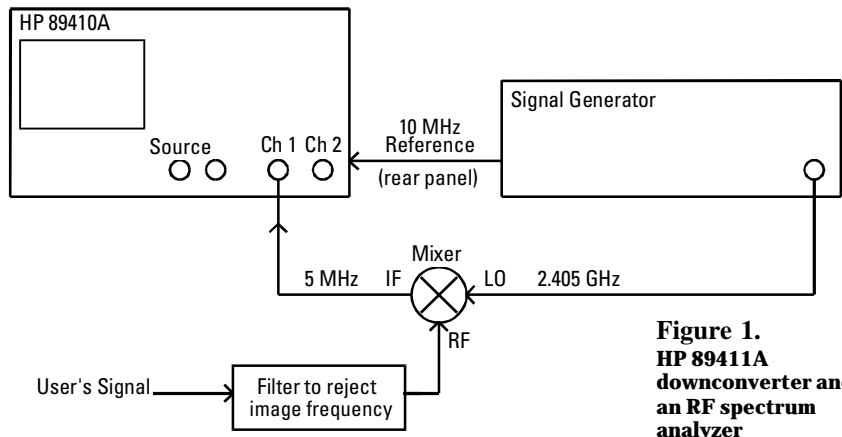 HP 89410A
Signal Generator
10 MHz
Reference
(rear panel)
Source
Ch 1 Ch 2
Mixer
5 MHz IF
LO 2.405 GHz
RF
User's Signal
Filter to reject
image frequency
Figure 1.
HP 89411A
downconverter an
an RF spectrum
analyzer